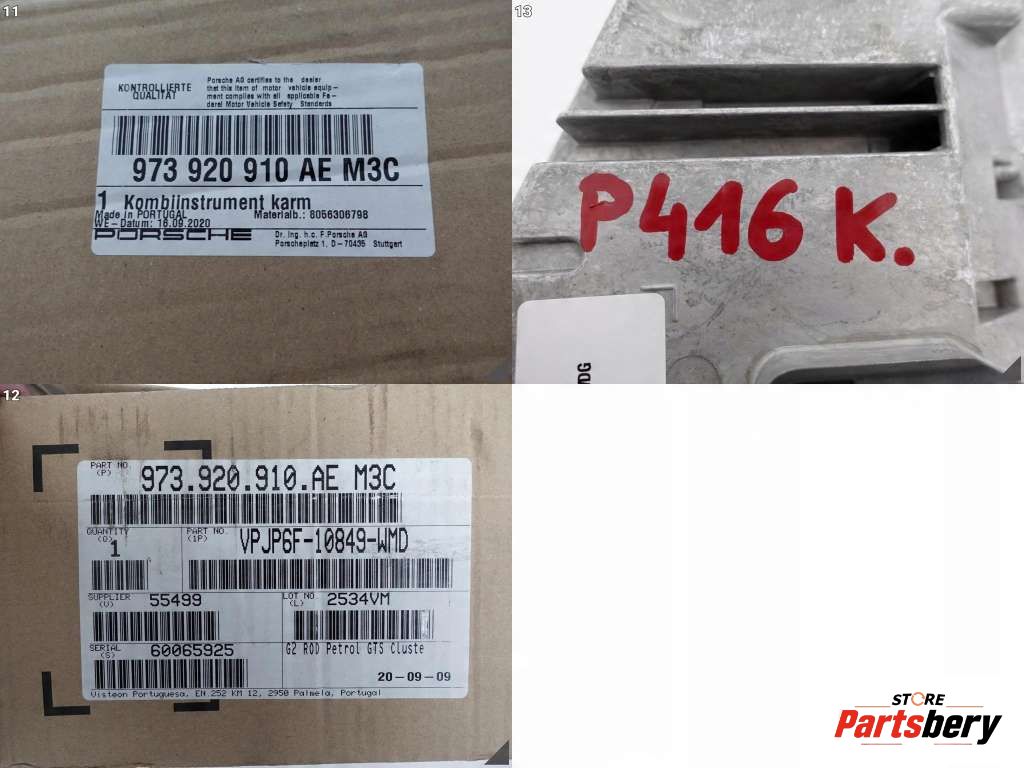 11
KONTROLLIERTE
QUALITÄT
Porsche AG certifies to the dealer
that this item of motor vehicle equip-
ment complies with all applicable Fe-
deral Motor Vehicle Safety Standards
973 920 910 AE M3C
1 Kombiinstrument karm
Made in PORTUGAL Materialb.: 8056306798
WE-Datum: 16.09.2020
PORSCHE
Dr. Ing. h.c. F.Porsche AG
Porscheplatz 1, D-70435 Stuttgart
13
P416 K.
DG
12
PART NO.
(P)
973.920.910.AE M3C
QUANTITY
(Q)
1
PART NO.
(1P)
VPJP6F-10849-WMD
SUPPLIER
(V)
55499
LOT NO
(L)
2534VM
SERIAL
(S)
60065925
G2 ROD Petrol GTS Cluste
20-09-09
Visteon Portuguesa, EN 252 KM 12, 2950 Palmela, Portugal
STORE
Partsbery